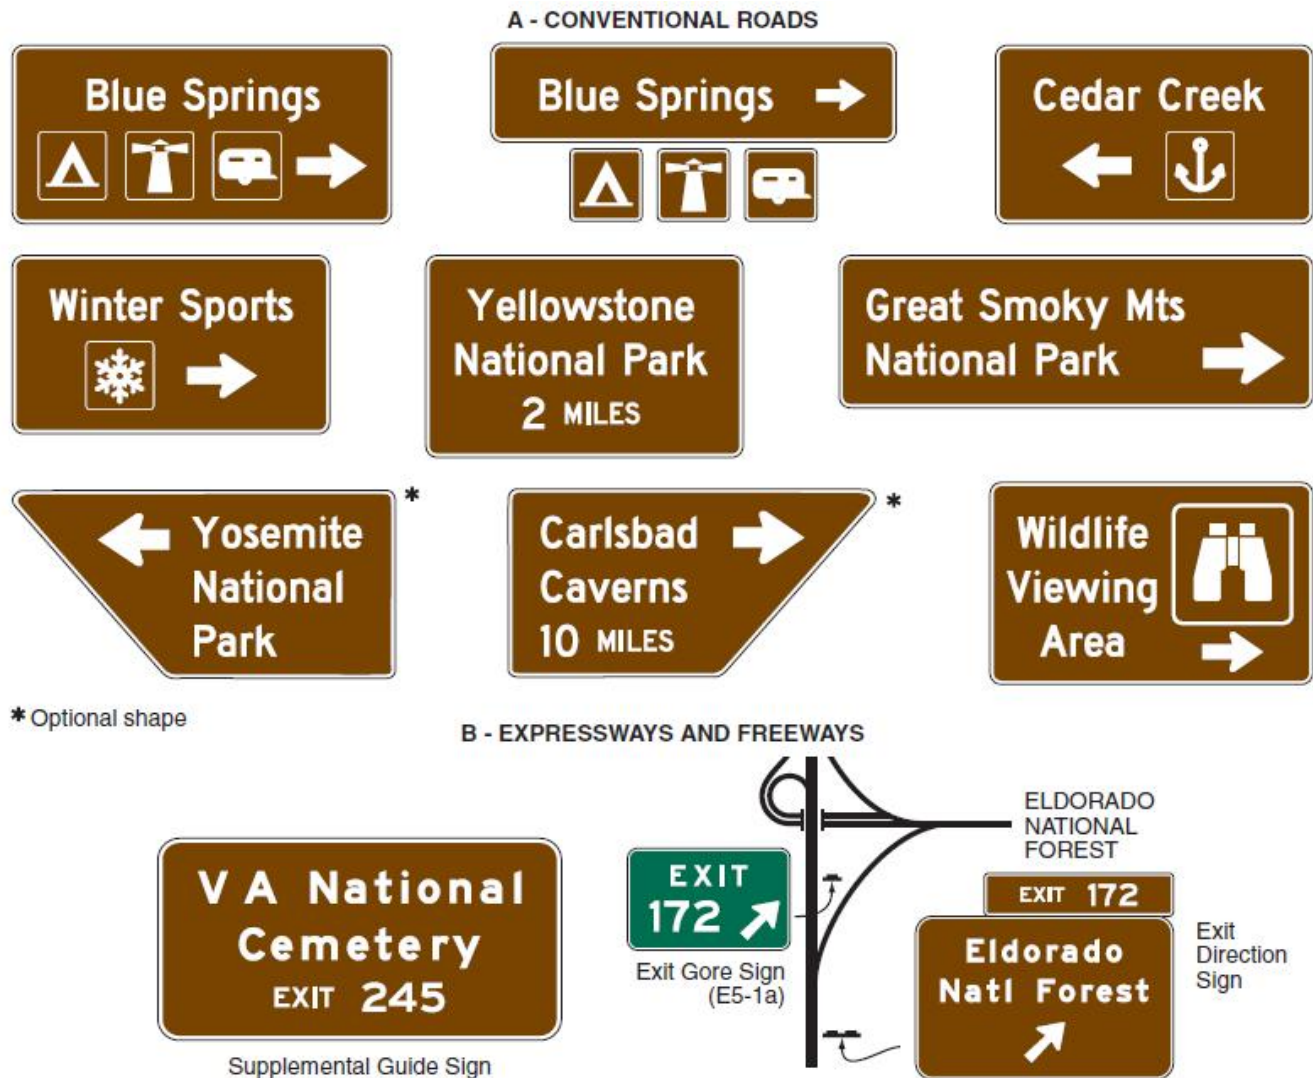 A - CONVENTIONAL ROADS
Blue Springs
Blue Springs
Cedar Creek
Winter Sports
Yellowstone
National Park
2 MILES
Great Smoky Mts
National Park
Yosemite
National
Park
*
Carlsbad
Caverns
10 MILES
*
Wildlife
Viewing
Area
* Optional shape
B - EXPRESSWAYS AND FREEWAYS
VA National
Cemetery
EXIT 245
Supplemental Guide Sign
EXIT
172
Exit Gore Sign
(E5-1a)
ELDORADO
NATIONAL
FOREST
EXIT 172
Eldorado
Natl Forest
Exit
Direction
Sign